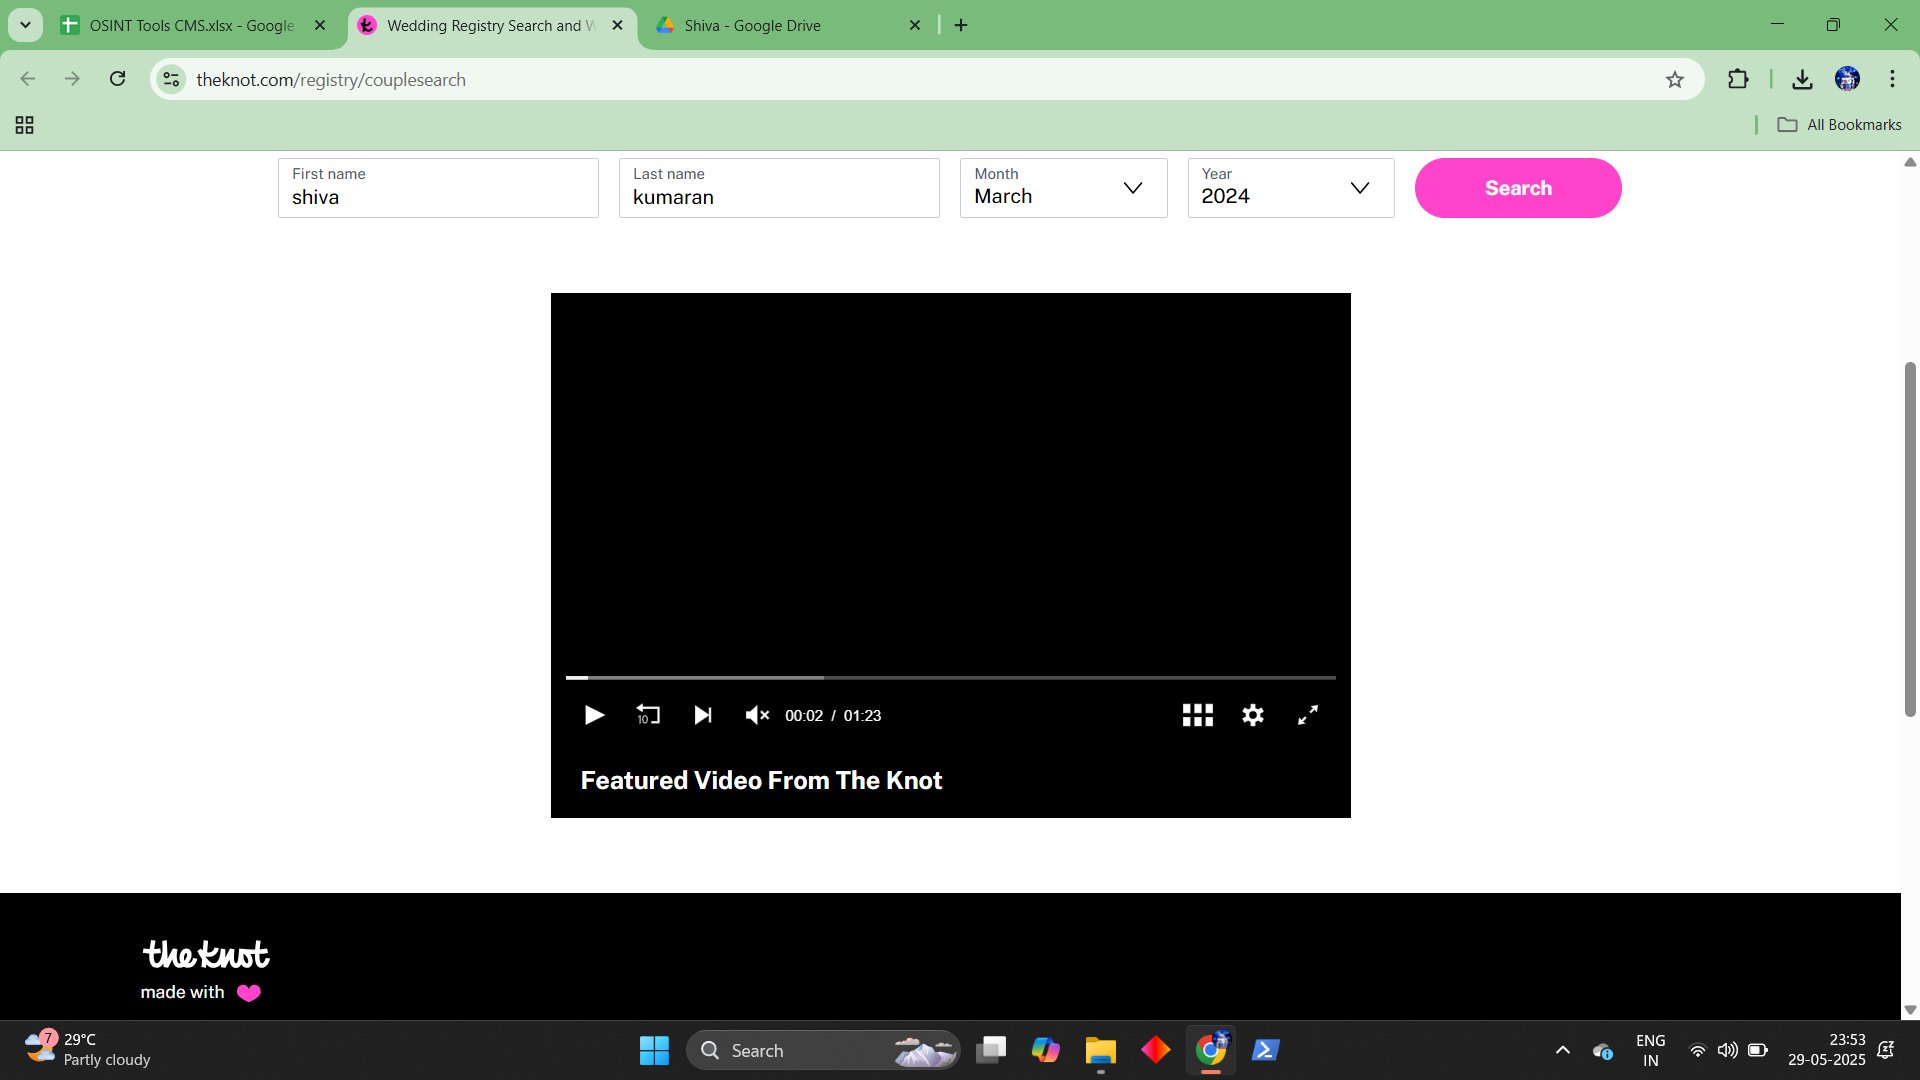 OSINT Tools CMS.xlsx - Google
Wedding Registry Search and W
Shiva - Google Drive
theknot.com/registry/couplesearch
All Bookmarks
First name
shiva
Last name
kumaran
Month
March
Year
2024
Search
10
00:02 / 01:23
Featured Video From The Knot
the knot
made with
7
29°C
Partly cloudy
Search
ENG
IN
23:53
29-05-2025